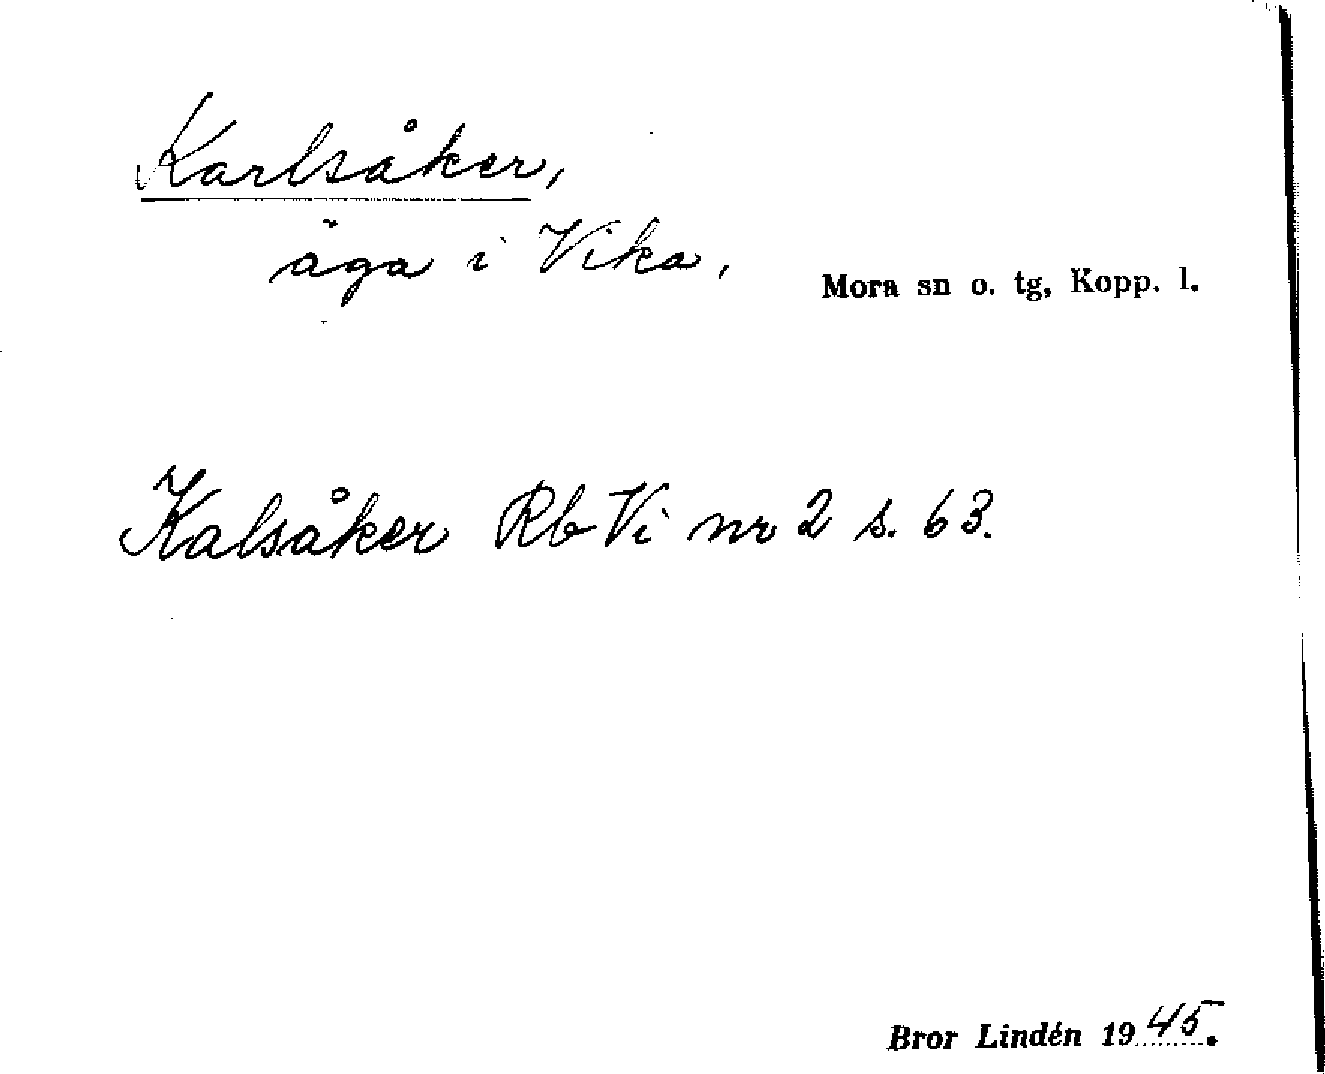 Karlsåker,
äga i Vika,
Mora sn o. tg, Kopp. l.
Kalsåker Rb Vi nr 2 s. 63.
Bror Lindén 1945.